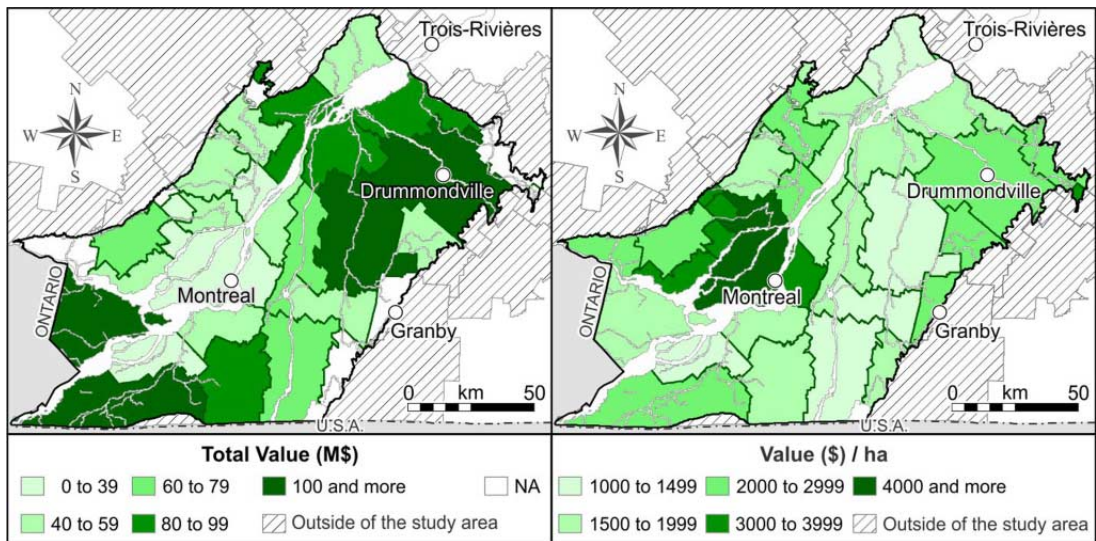 Trois-Rivières
N
W E
S
Drummondville
ONTARIO
Montreal
Granby
0 km 50
U.S.A.
Total Value (M$)
0 to 39
60 to 79
100 and more
NA
40 to 59
80 to 99
Outside of the study area
Trois-Rivières
N
W E
S
Drummondville
ONTARIO
Montreal
Granby
0 km 50
U.S.A.
Value ($) / ha
1000 to 1499
2000 to 2999
4000 and more
1500 to 1999
3000 to 3999
Outside of the study area